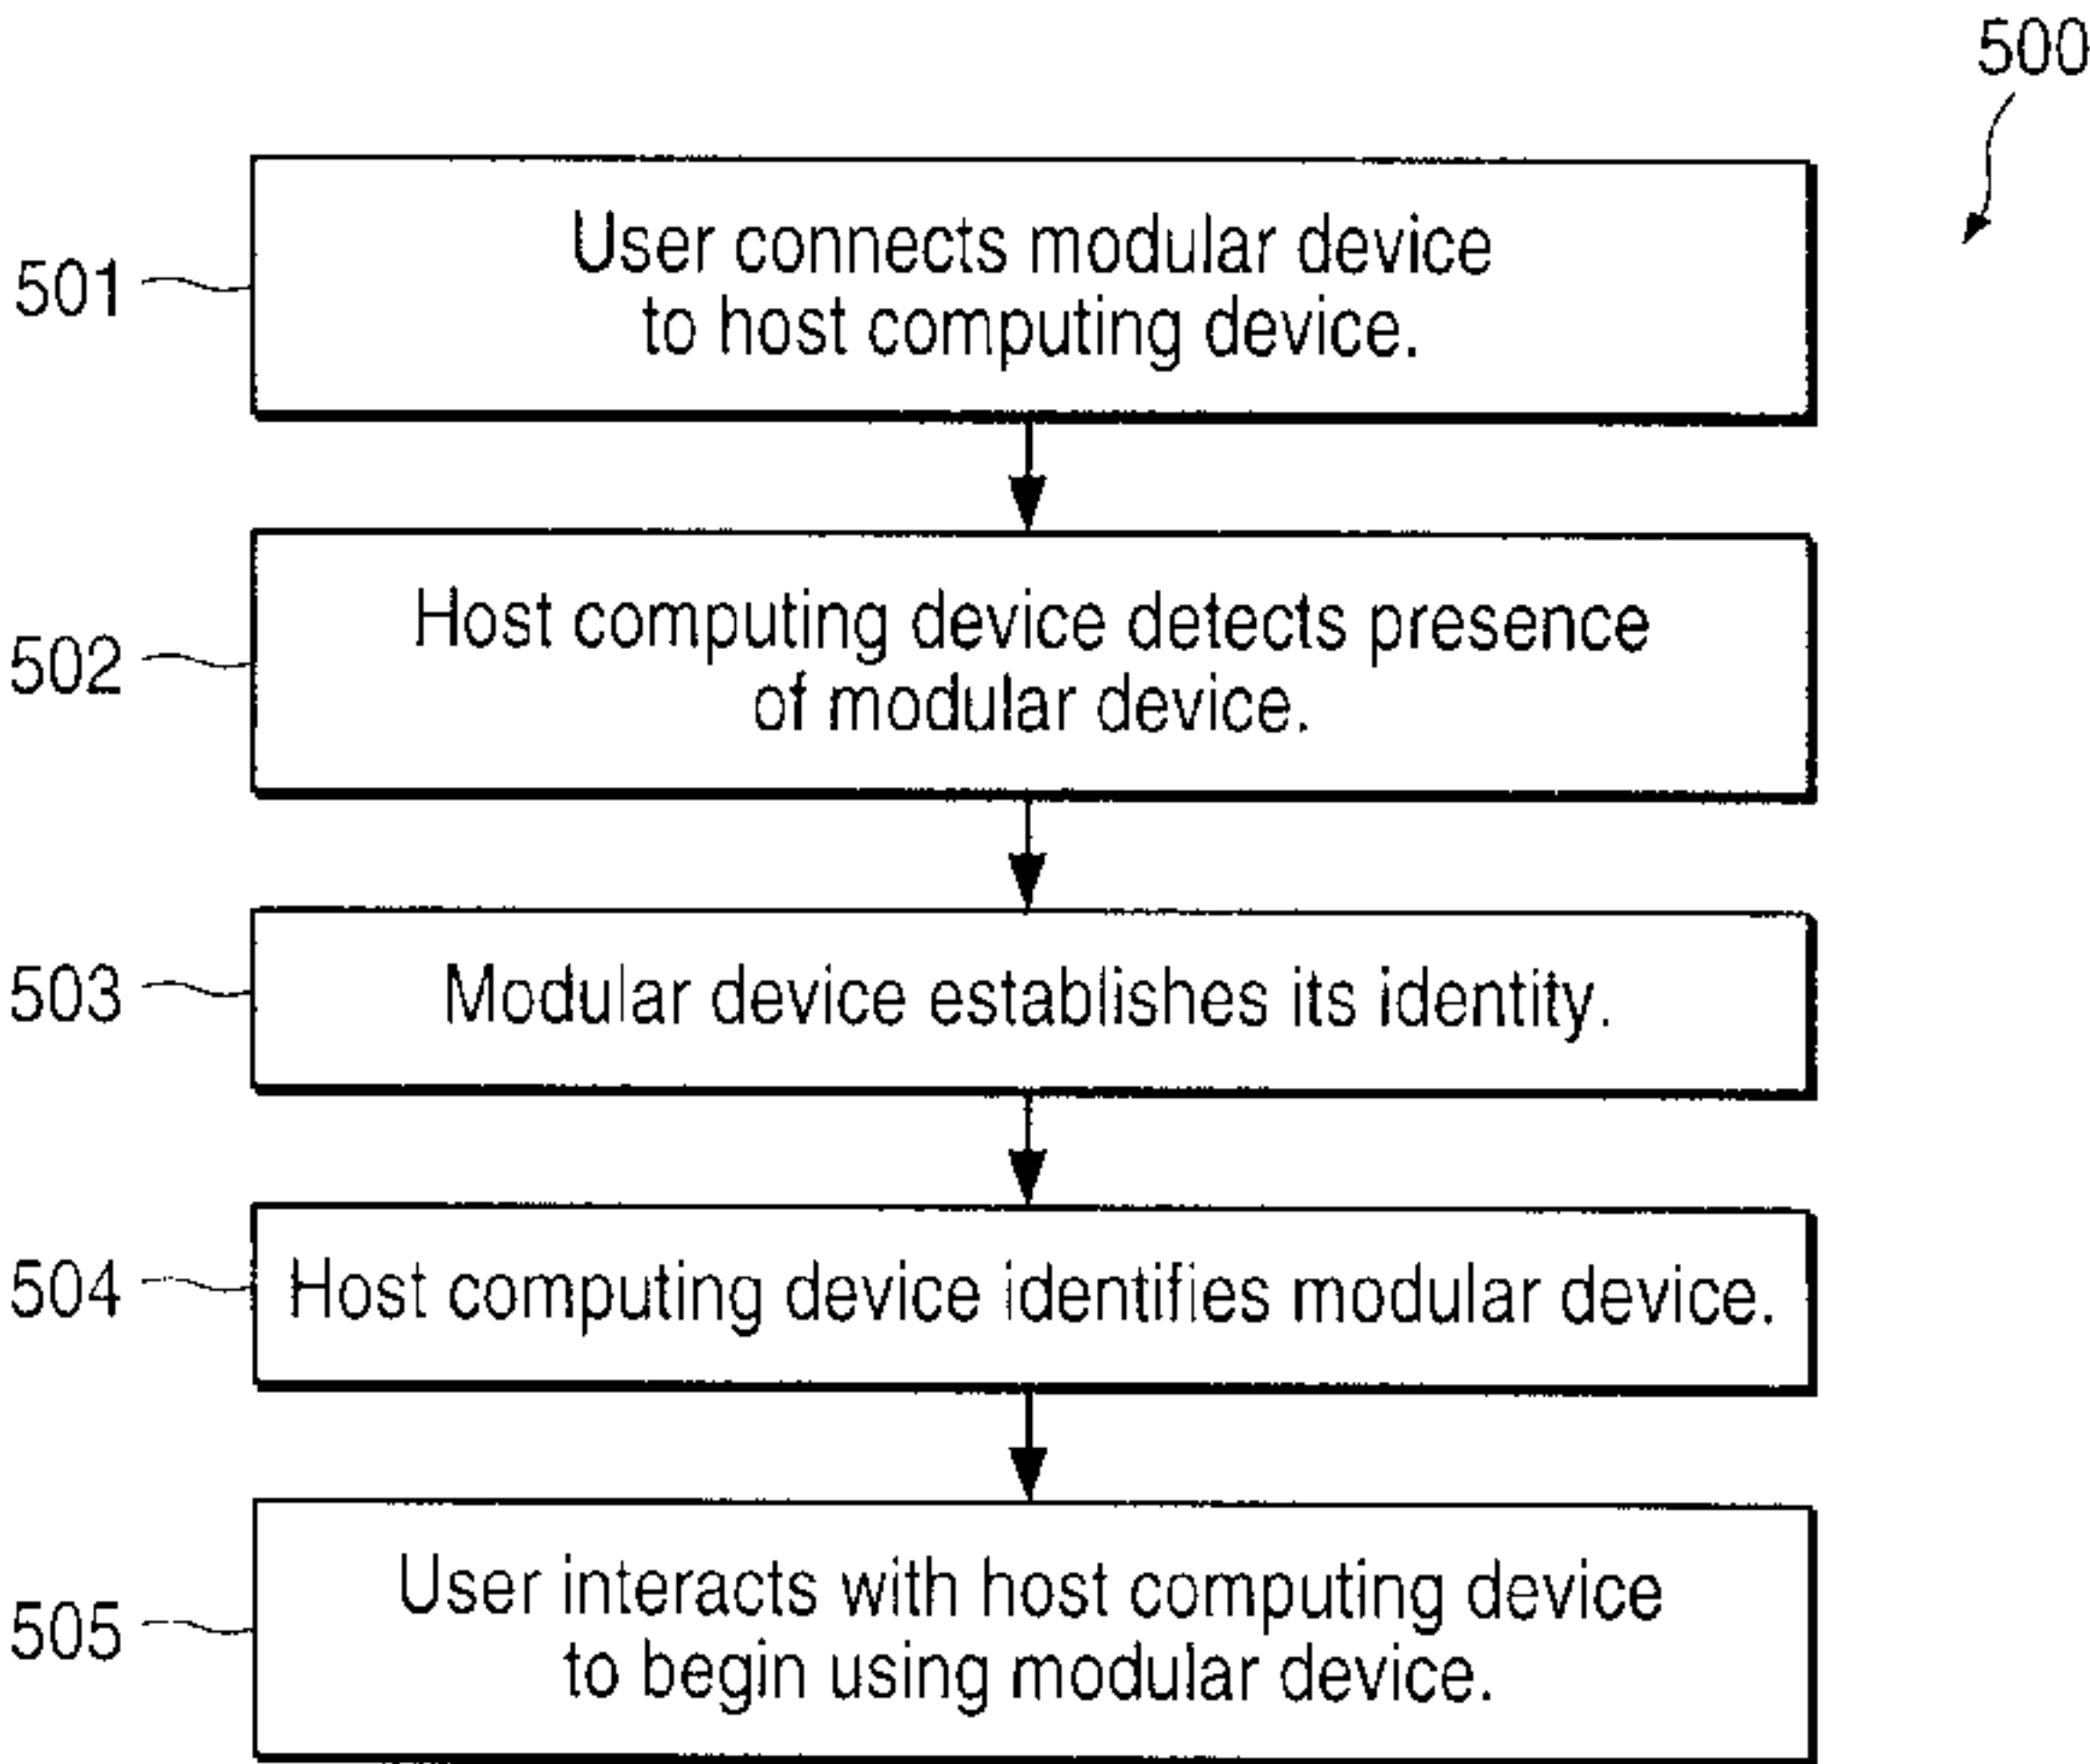 500
501
User connects modular device
to host computing device.
502
Host computing device detects presence
of modular device.
503
Modular device establishes its identity.
504
Host computing device identifies modular device.
505
User interacts with host computing device
to begin using modular device.